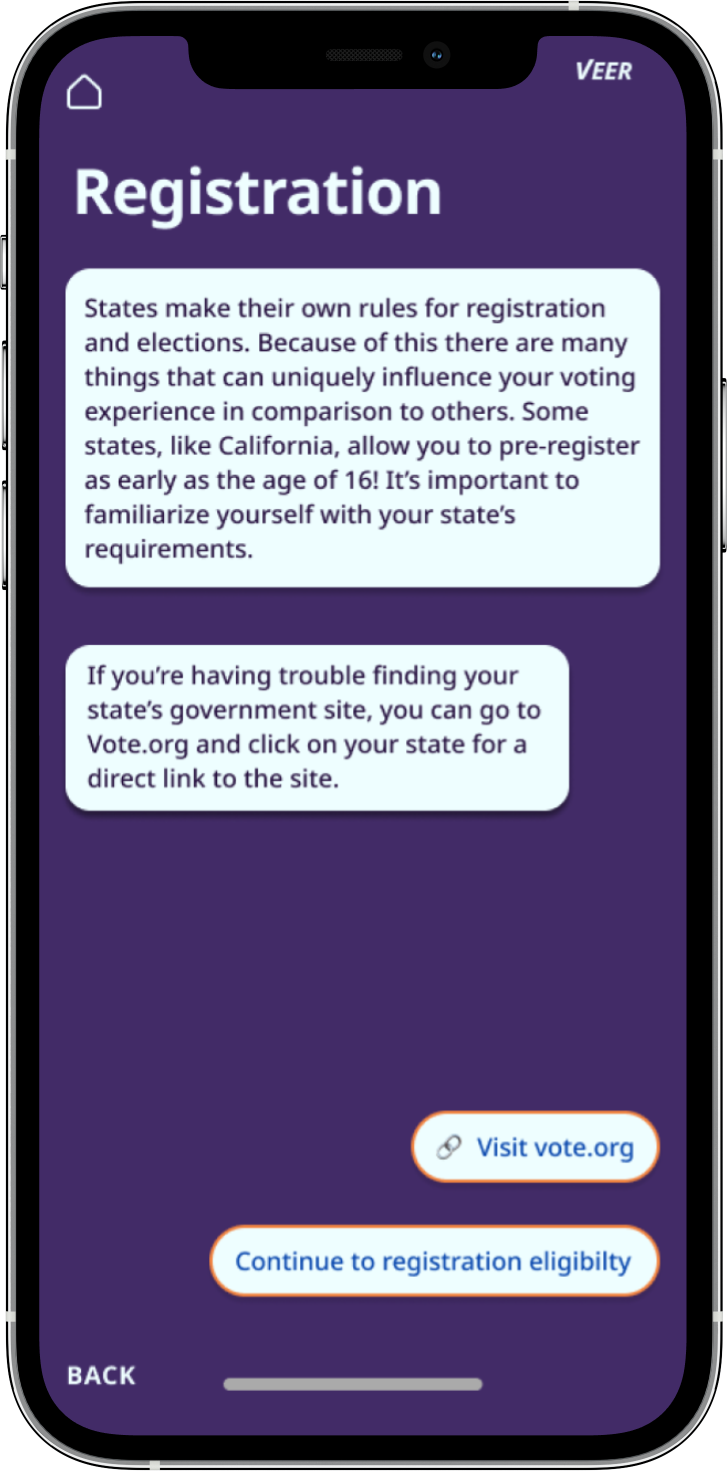 VEER
Registration
States make their own rules for registration
and elections. Because of this there are many
things that can uniquely influence your voting
experience in comparison to others. Some
states, like California, allow you to pre-register
as early as the age of 16! It’s important to
familiarize yourself with your state’s
requirements.
If you’re having trouble finding your
state’s government site, you can go to
Vote.org and click on your state for a
direct link to the site.
Visit vote.org
Continue to registration eligibilty
BACK